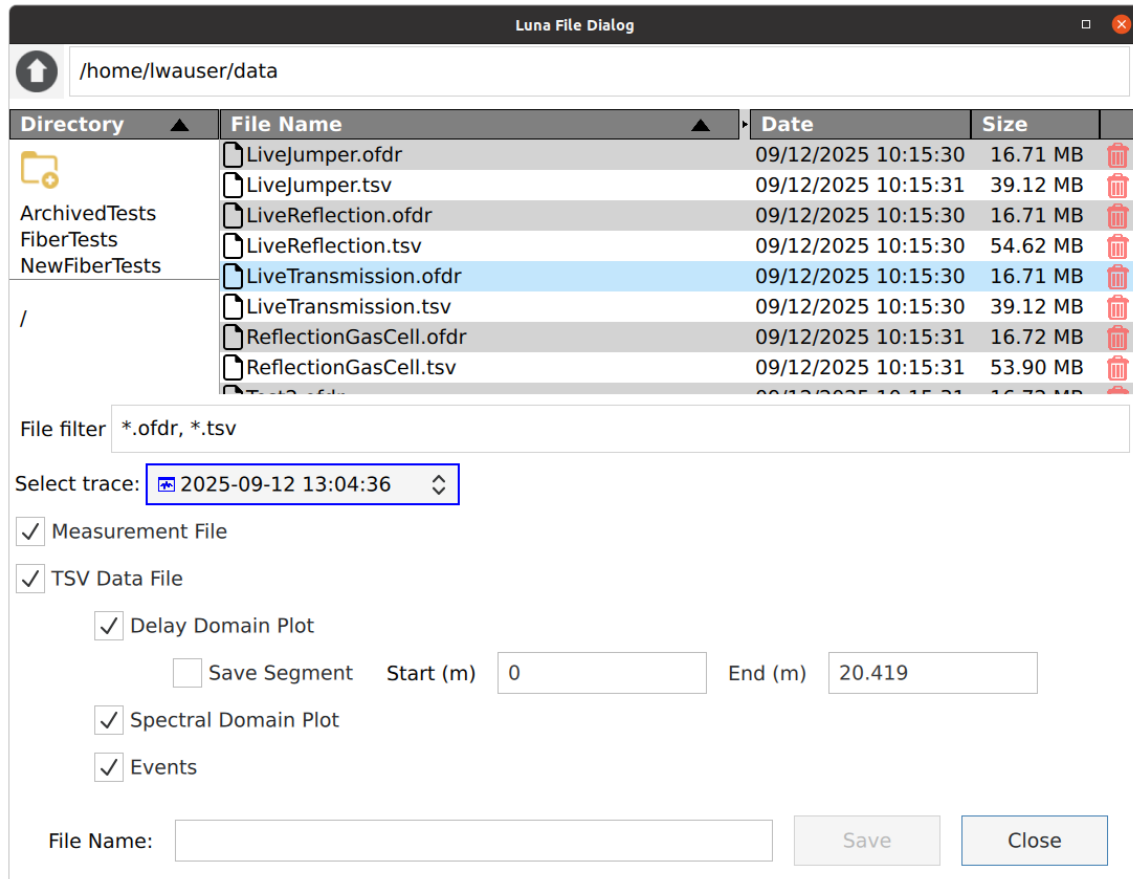 Luna File Dialog
/home/lwauser/data
Directory File Name Date Size
LiveJumper.ofdr 09/12/2025 10:15:30 16.71 MB
LiveJumper.tsv 09/12/2025 10:15:31 39.12 MB
ArchivedTests LiveReflection.ofdr 09/12/2025 10:15:30 16.71 MB
FiberTests LiveReflection.tsv 09/12/2025 10:15:30 54.62 MB
NewFiberTests LiveTransmission.ofdr 09/12/2025 10:15:30 16.71 MB
/ LiveTransmission.tsv 09/12/2025 10:15:30 39.12 MB
ReflectionGasCell.ofdr 09/12/2025 10:15:31 16.72 MB
ReflectionGasCell.tsv 09/12/2025 10:15:31 53.90 MB
File filter *.ofdr, *.tsv
Select trace: 2025-09-12 13:04:36
Measurement File
TSV Data File
Delay Domain Plot
Save Segment Start (m) 0 End (m) 20.419
Spectral Domain Plot
Events
File Name: Save Close